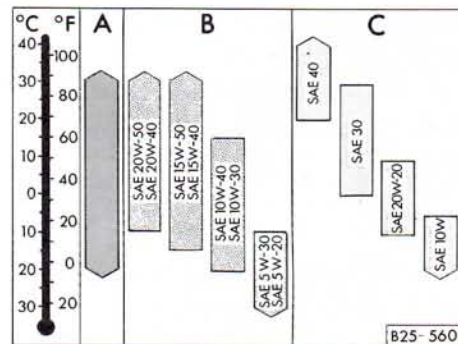 °C °F A B C
40
30
20
10
0
10
20
30
100
80
60
40
20
0
20
SAE 20W-50
SAE 20W-40
SAE 15W-50
SAE 15W-40
SAE 10W-40
SAE 10W-30
SAE 5W-30
SAE 5W-20
SAE 40
SAE 30
SAE 20W-20
SAE 10W
B25-560